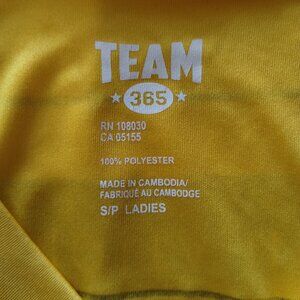 TEAM
★ 365 ★
RN 108030
CA 05155
100% POLYESTER
MADE IN CAMBODIA/
FABRIQUÉ AU CAMBODGE
S/P LADIES